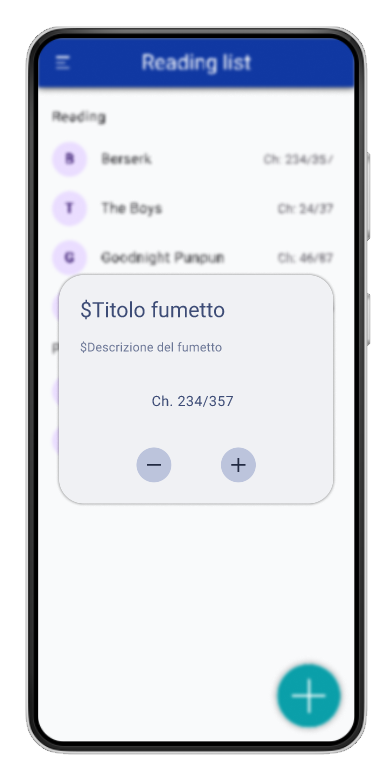 Reading list
Reading
B Berserk Ch: 234/357
T The Boys Ch: 24/37
G Goodnight Punpun Ch: 46/87
$Titolo fumetto
$Descrizione del fumetto
Ch. 234/357